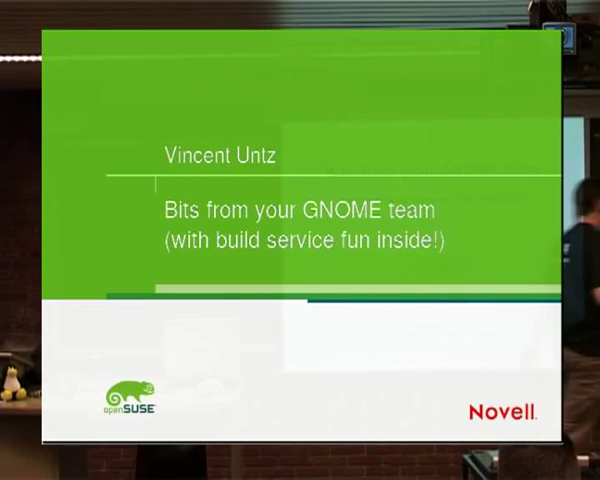 Vincent Untz
Bits from your GNOME team
(with build service fun inside!)
openSUSE
Novell.